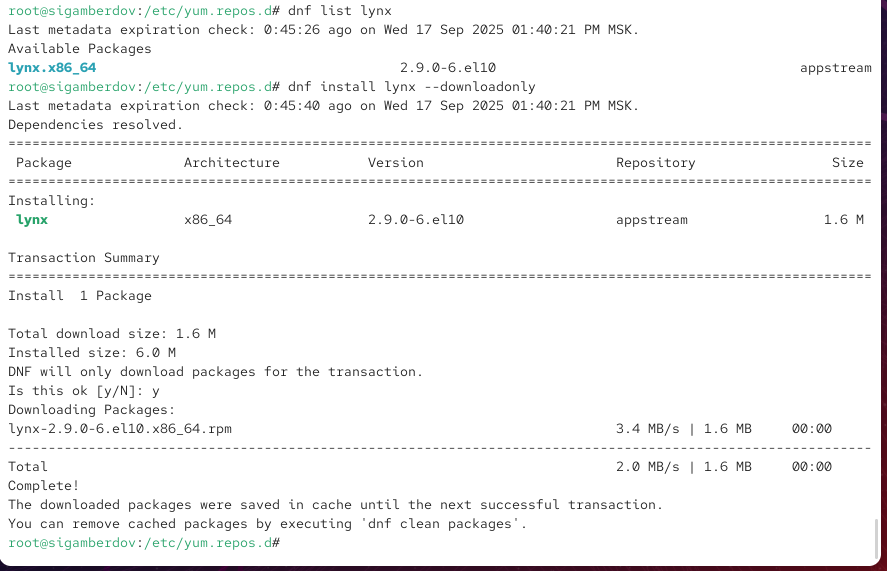 root@sigamberdov:/etc/yum.repos.d# dnf list lynx
Last metadata expiration check: 0:45:26 ago on Wed 17 Sep 2025 01:40:21 PM MSK.
Available Packages
lynx.x86_64 2.9.0-6.el10 appstream
root@sigamberdov:/etc/yum.repos.d# dnf install lynx --downloadonly
Last metadata expiration check: 0:45:40 ago on Wed 17 Sep 2025 01:40:21 PM MSK.
Dependencies resolved.
============================================================================================================
Package Architecture Version Repository Size
============================================================================================================
Installing:
lynx x86_64 2.9.0-6.el10 appstream 1.6 M
Transaction Summary
============================================================================================================
Install  1 Package
Total download size: 1.6 M
Installed size: 6.0 M
DNF will only download packages for the transaction.
Is this ok [y/N]: y
Downloading Packages:
lynx-2.9.0-6.el10.x86_64.rpm 3.4 MB/s | 1.6 MB 00:00
------------------------------------------------------------------------------------------------------------
Total 2.0 MB/s | 1.6 MB 00:00
Complete!
The downloaded packages were saved in cache until the next successful transaction.
You can remove cached packages by executing 'dnf clean packages'.
root@sigamberdov:/etc/yum.repos.d#